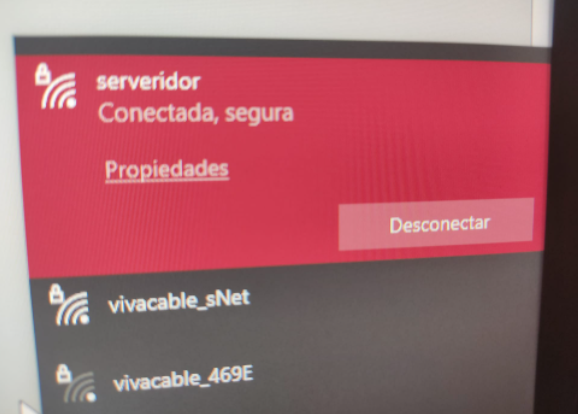 serveridor
Conectada, segura
Propiedades
Desconectar
vivacable_sNet
vivacable_469E